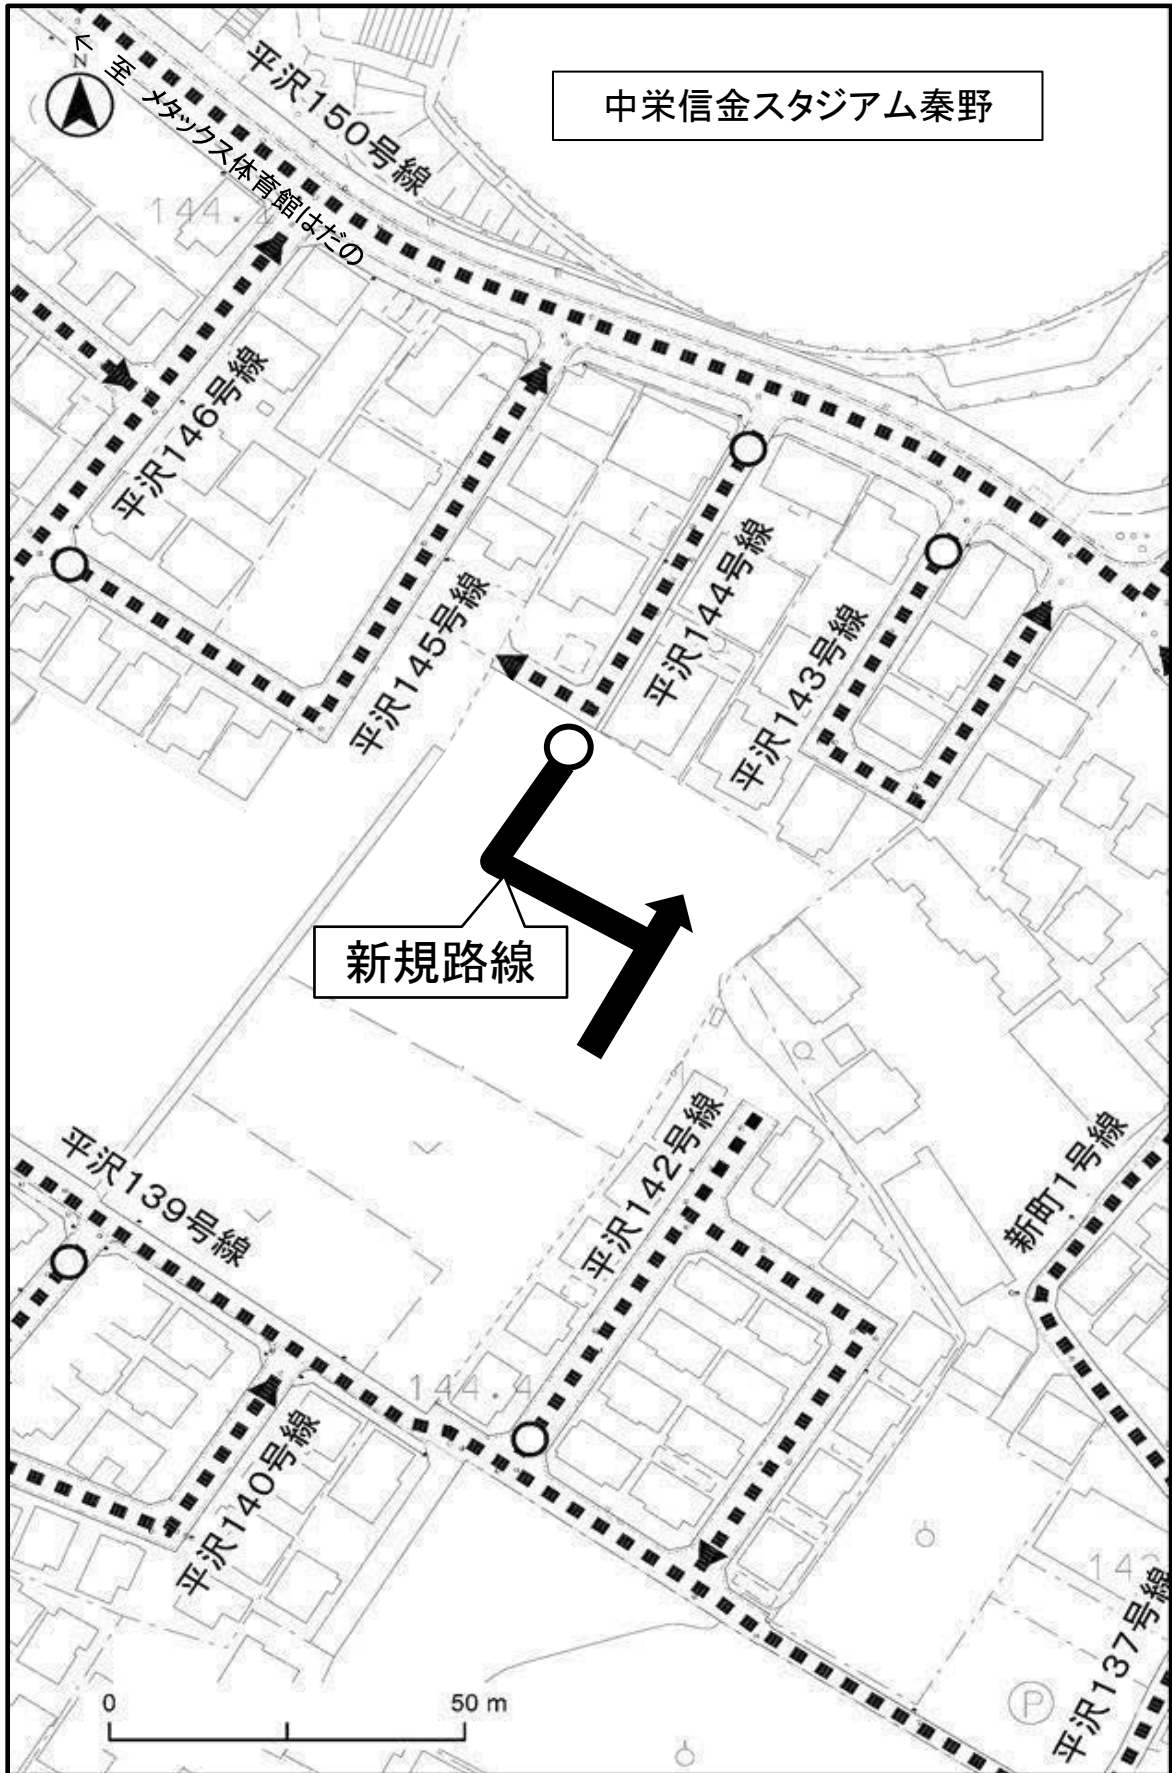 N
← 至 メタックス体育館はだの
平沢150号線
中栄信金スタジアム秦野
144.
平沢146号線
平沢145号線
平沢144号線
平沢143号線
新規路線
平沢142号線
新町1号線
平沢139号線
144.4
平沢140号線
平沢137号線
P
0
50 m